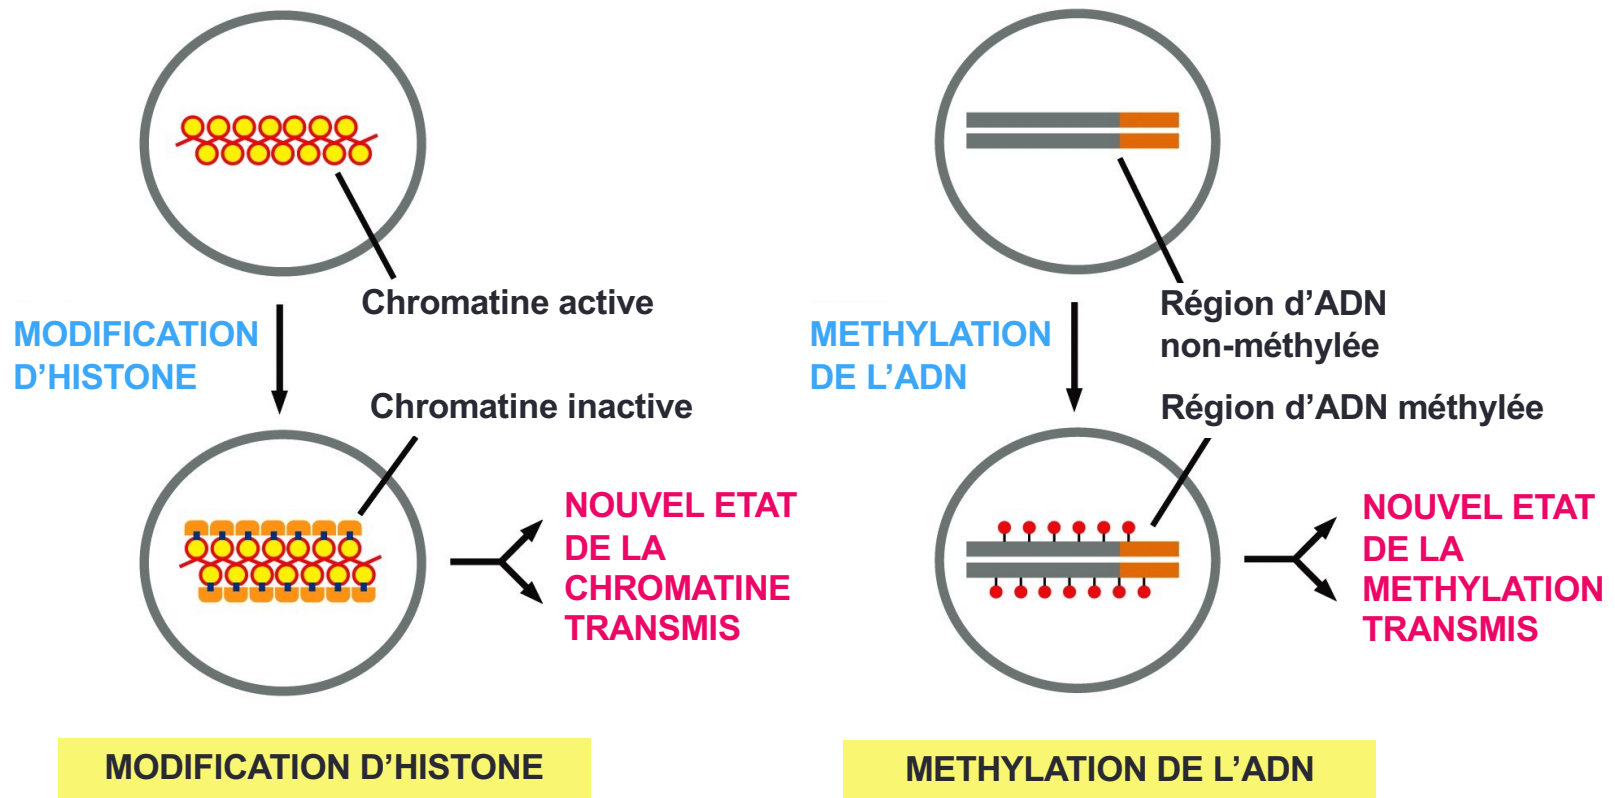 Chromatine active
MODIFICATION
D’HISTONE
Chromatine inactive
NOUVEL ETAT
DE LA
CHROMATINE
TRANSMIS
MODIFICATION D’HISTONE
Région d’ADN
non-méthylée
METHYLATION
DE L’ADN
Région d’ADN méthylée
NOUVEL ETAT
DE LA
METHYLATION
TRANSMIS
METHYLATION DE L’ADN